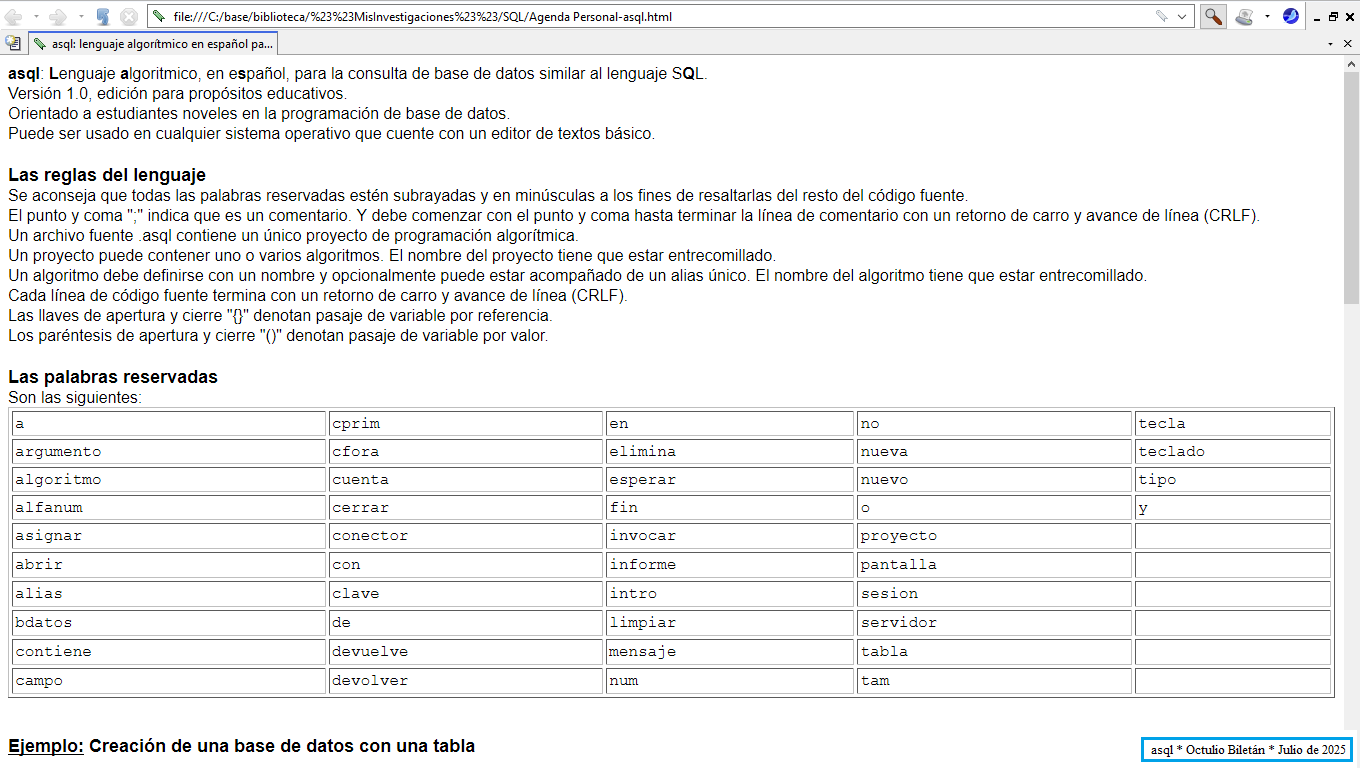 file:///C:/base/biblioteca/%23%23MisInvestigaciones%23%23/SQL/Agenda Personal-asql.html
asql: lenguaje algorítmico en español pa...
asql: Lenguaje algoritmico, en español, para la consulta de base de datos similar al lenguaje SQL.
Versión 1.0, edición para propósitos educativos.
Orientado a estudiantes noveles en la programación de base de datos.
Puede ser usado en cualquier sistema operativo que cuente con un editor de textos básico.
Las reglas del lenguaje
Se aconseja que todas las palabras reservadas estén subrayadas y en minúsculas a los fines de resaltarlas del resto del código fuente.
El punto y coma ";" indica que es un comentario. Y debe comenzar con el punto y coma hasta terminar la línea de comentario con un retorno de carro y avance de línea (CRLF).
Un archivo fuente .asql contiene un único proyecto de programación algorítmica.
Un proyecto puede contener uno o varios algoritmos. El nombre del proyecto tiene que estar entrecomillado.
Un algoritmo debe definirse con un nombre y opcionalmente puede estar acompañado de un alias único. El nombre del algoritmo tiene que estar entrecomillado.
Cada línea de código fuente termina con un retorno de carro y avance de línea (CRLF).
Las llaves de apertura y cierre "{}" denotan pasaje de variable por referencia.
Los paréntesis de apertura y cierre "()" denotan pasaje de variable por valor.
Las palabras reservadas
Son las siguientes:
a cprim en no tecla
argumento cfora elimina nueva teclado
algoritmo cuenta esperar nuevo tipo
alfanum cerrar fin o y
asignar conector invocar proyecto
abrir con informe pantalla
alias clave intro sesion
bdatos de limpiar servidor
contiene devuelve mensaje tabla
campo devolver num tam
Ejemplo: Creación de una base de datos con una tabla
asql * Octulio Biletán * Julio de 2025